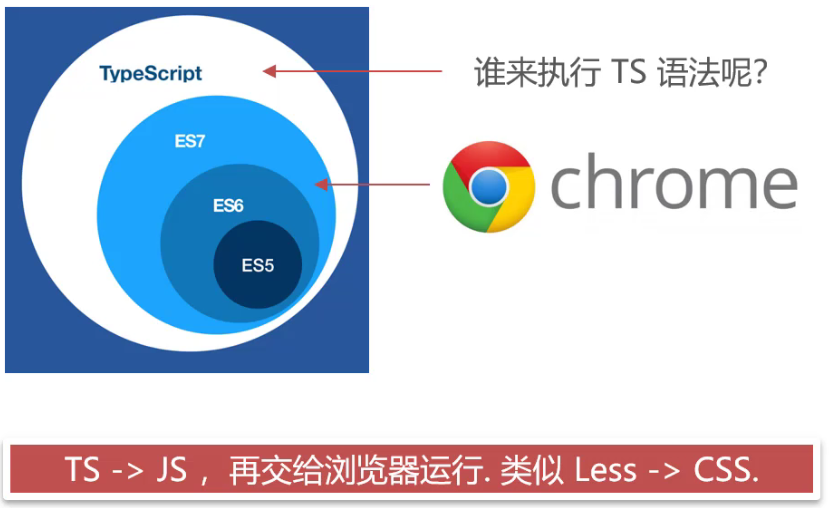 TypeScript
谁来执行 TS 语法呢?
ES7
chrome
ES6
ES5
TS -> JS ，再交给浏览器运行. 类似 Less -> CSS.